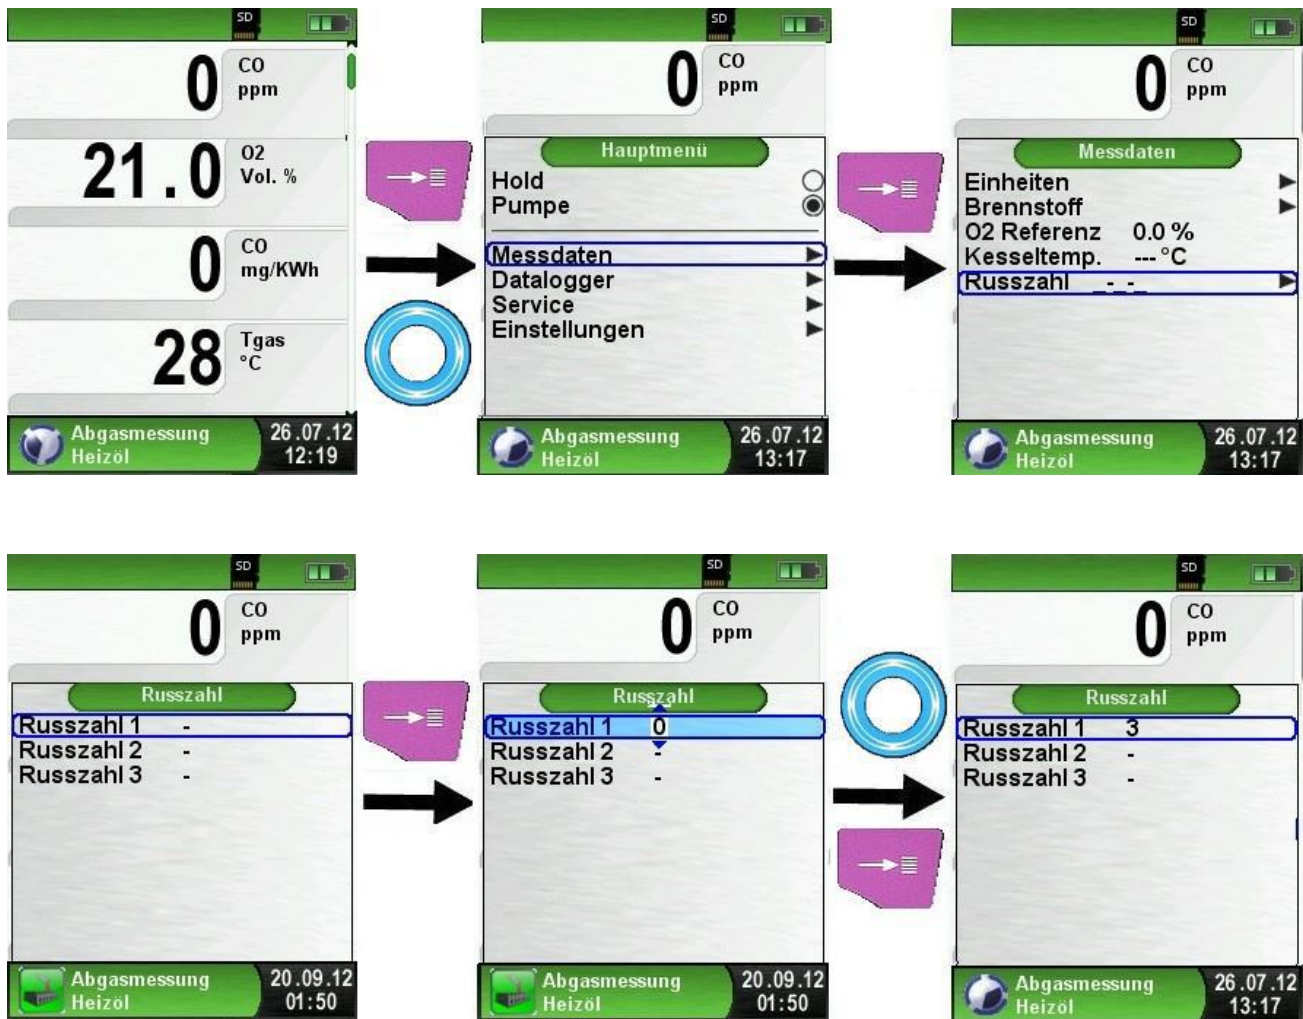 SD
0 CO
ppm
21.0 O2
Vol. %
0 CO
mg/KWh
28 Tgas
°C
Abgasmessung 26.07.12
Heizöl 12:19
SD
0 CO
ppm
Hauptmenü
Hold
Pumpe
Messdaten
Datalogger
Service
Einstellungen
Abgasmessung 26.07.12
Heizöl 13:17
SD
0 CO
ppm
Messdaten
Einheiten
Brennstoff
O2 Referenz 0.0 %
Kesseltemp. --- °C
Russzahl _-_-_
Abgasmessung 26.07.12
Heizöl 13:17
SD
0 CO
ppm
Russzahl
Russzahl 1 -
Russzahl 2 -
Russzahl 3 -
Abgasmessung 20.09.12
Heizöl 01:50
SD
0 CO
ppm
Russzahl
Russzahl 1 0
Russzahl 2 -
Russzahl 3 -
Abgasmessung 20.09.12
Heizöl 01:50
SD
0 CO
ppm
Russzahl
Russzahl 1 3
Russzahl 2 -
Russzahl 3 -
Abgasmessung 26.07.12
Heizöl 13:17